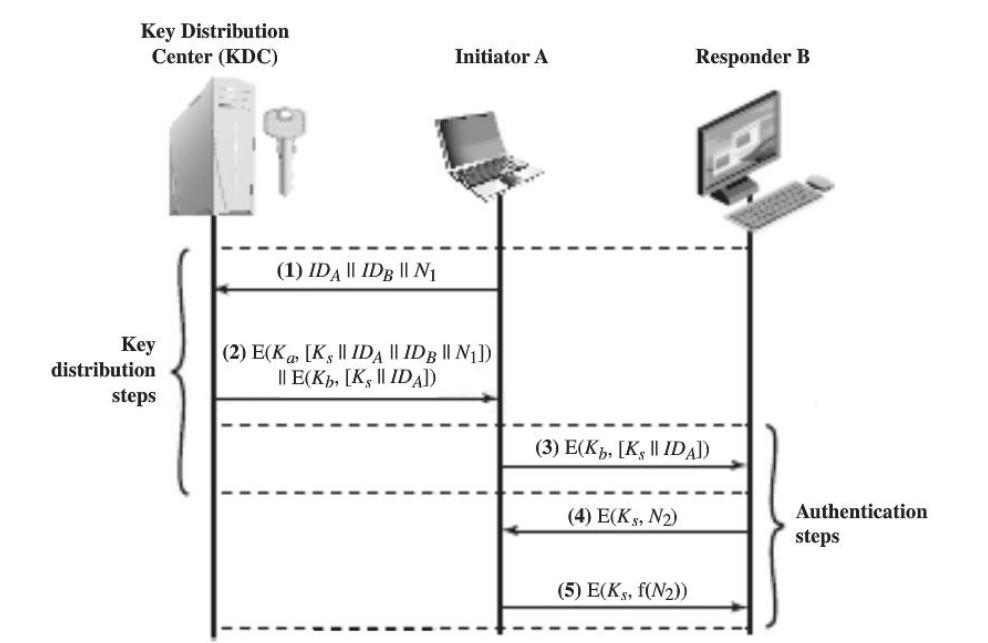 Key Distribution
Center (KDC)
Initiator A
Responder B
(1) ID_A || ID_B || N_1
(2) E(K_a, [K_s || ID_A || ID_B || N_1])
|| E(K_b, [K_s || ID_A])
Key
distribution
steps
(3) E(K_b, [K_s || ID_A])
(4) E(K_s, N_2)
(5) E(K_s, f(N_2))
Authentication
steps